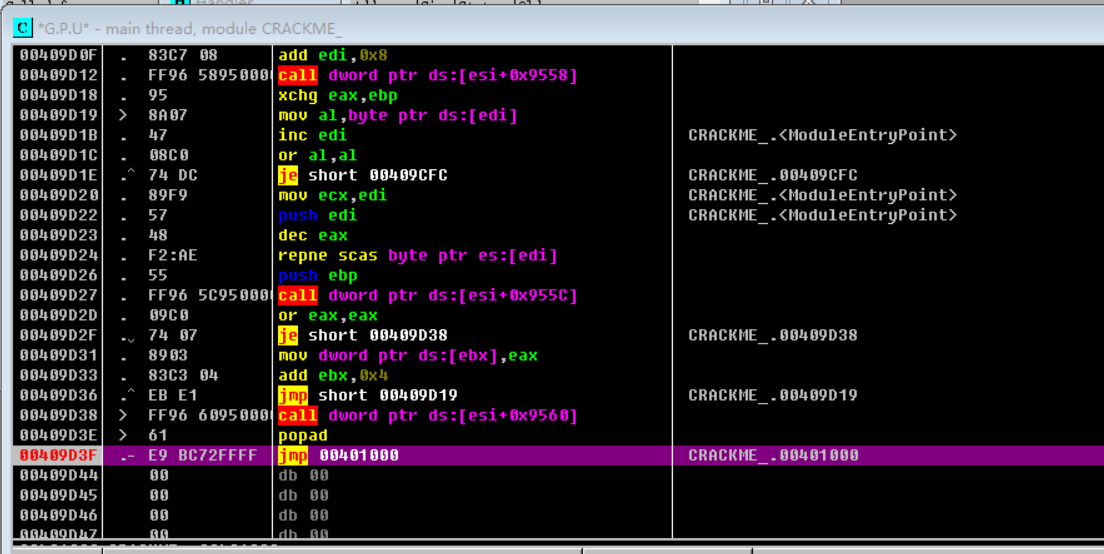 Handles
C *G.P.U* - main thread, module CRACKME_
00409D0F . 83C7 08 add edi,0x8
00409D12 . FF96 58950000 call dword ptr ds:[esi+0x9558]
00409D18 . 95 xchg eax,ebp
00409D19 > 8A07 mov al,byte ptr ds:[edi]
00409D1B . 47 inc edi CRACKME_.<ModuleEntryPoint>
00409D1C . 08C0 or al,al
00409D1E .^ 74 DC je short 00409CFC CRACKME_.00409CFC
00409D20 . 89F9 mov ecx,edi CRACKME_.<ModuleEntryPoint>
00409D22 . 57 push edi CRACKME_.<ModuleEntryPoint>
00409D23 . 48 dec eax
00409D24 . F2:AE repne scas byte ptr es:[edi]
00409D26 . 55 push ebp
00409D27 . FF96 5C950000 call dword ptr ds:[esi+0x955C]
00409D2D . 09C0 or eax,eax
00409D2F .v 74 07 je short 00409D38 CRACKME_.00409D38
00409D31 . 8903 mov dword ptr ds:[ebx],eax
00409D33 . 83C3 04 add ebx,0x4
00409D36 .^ EB E1 jmp short 00409D19 CRACKME_.00409D19
00409D38 > FF96 60950000 call dword ptr ds:[esi+0x9560]
00409D3E > 61 popad
00409D3F .- E9 BC72FFFF jmp 00401000 CRACKME_.00401000
00409D44 00 db 00
00409D45 00 db 00
00409D46 00 db 00
00409D47 00 db 00